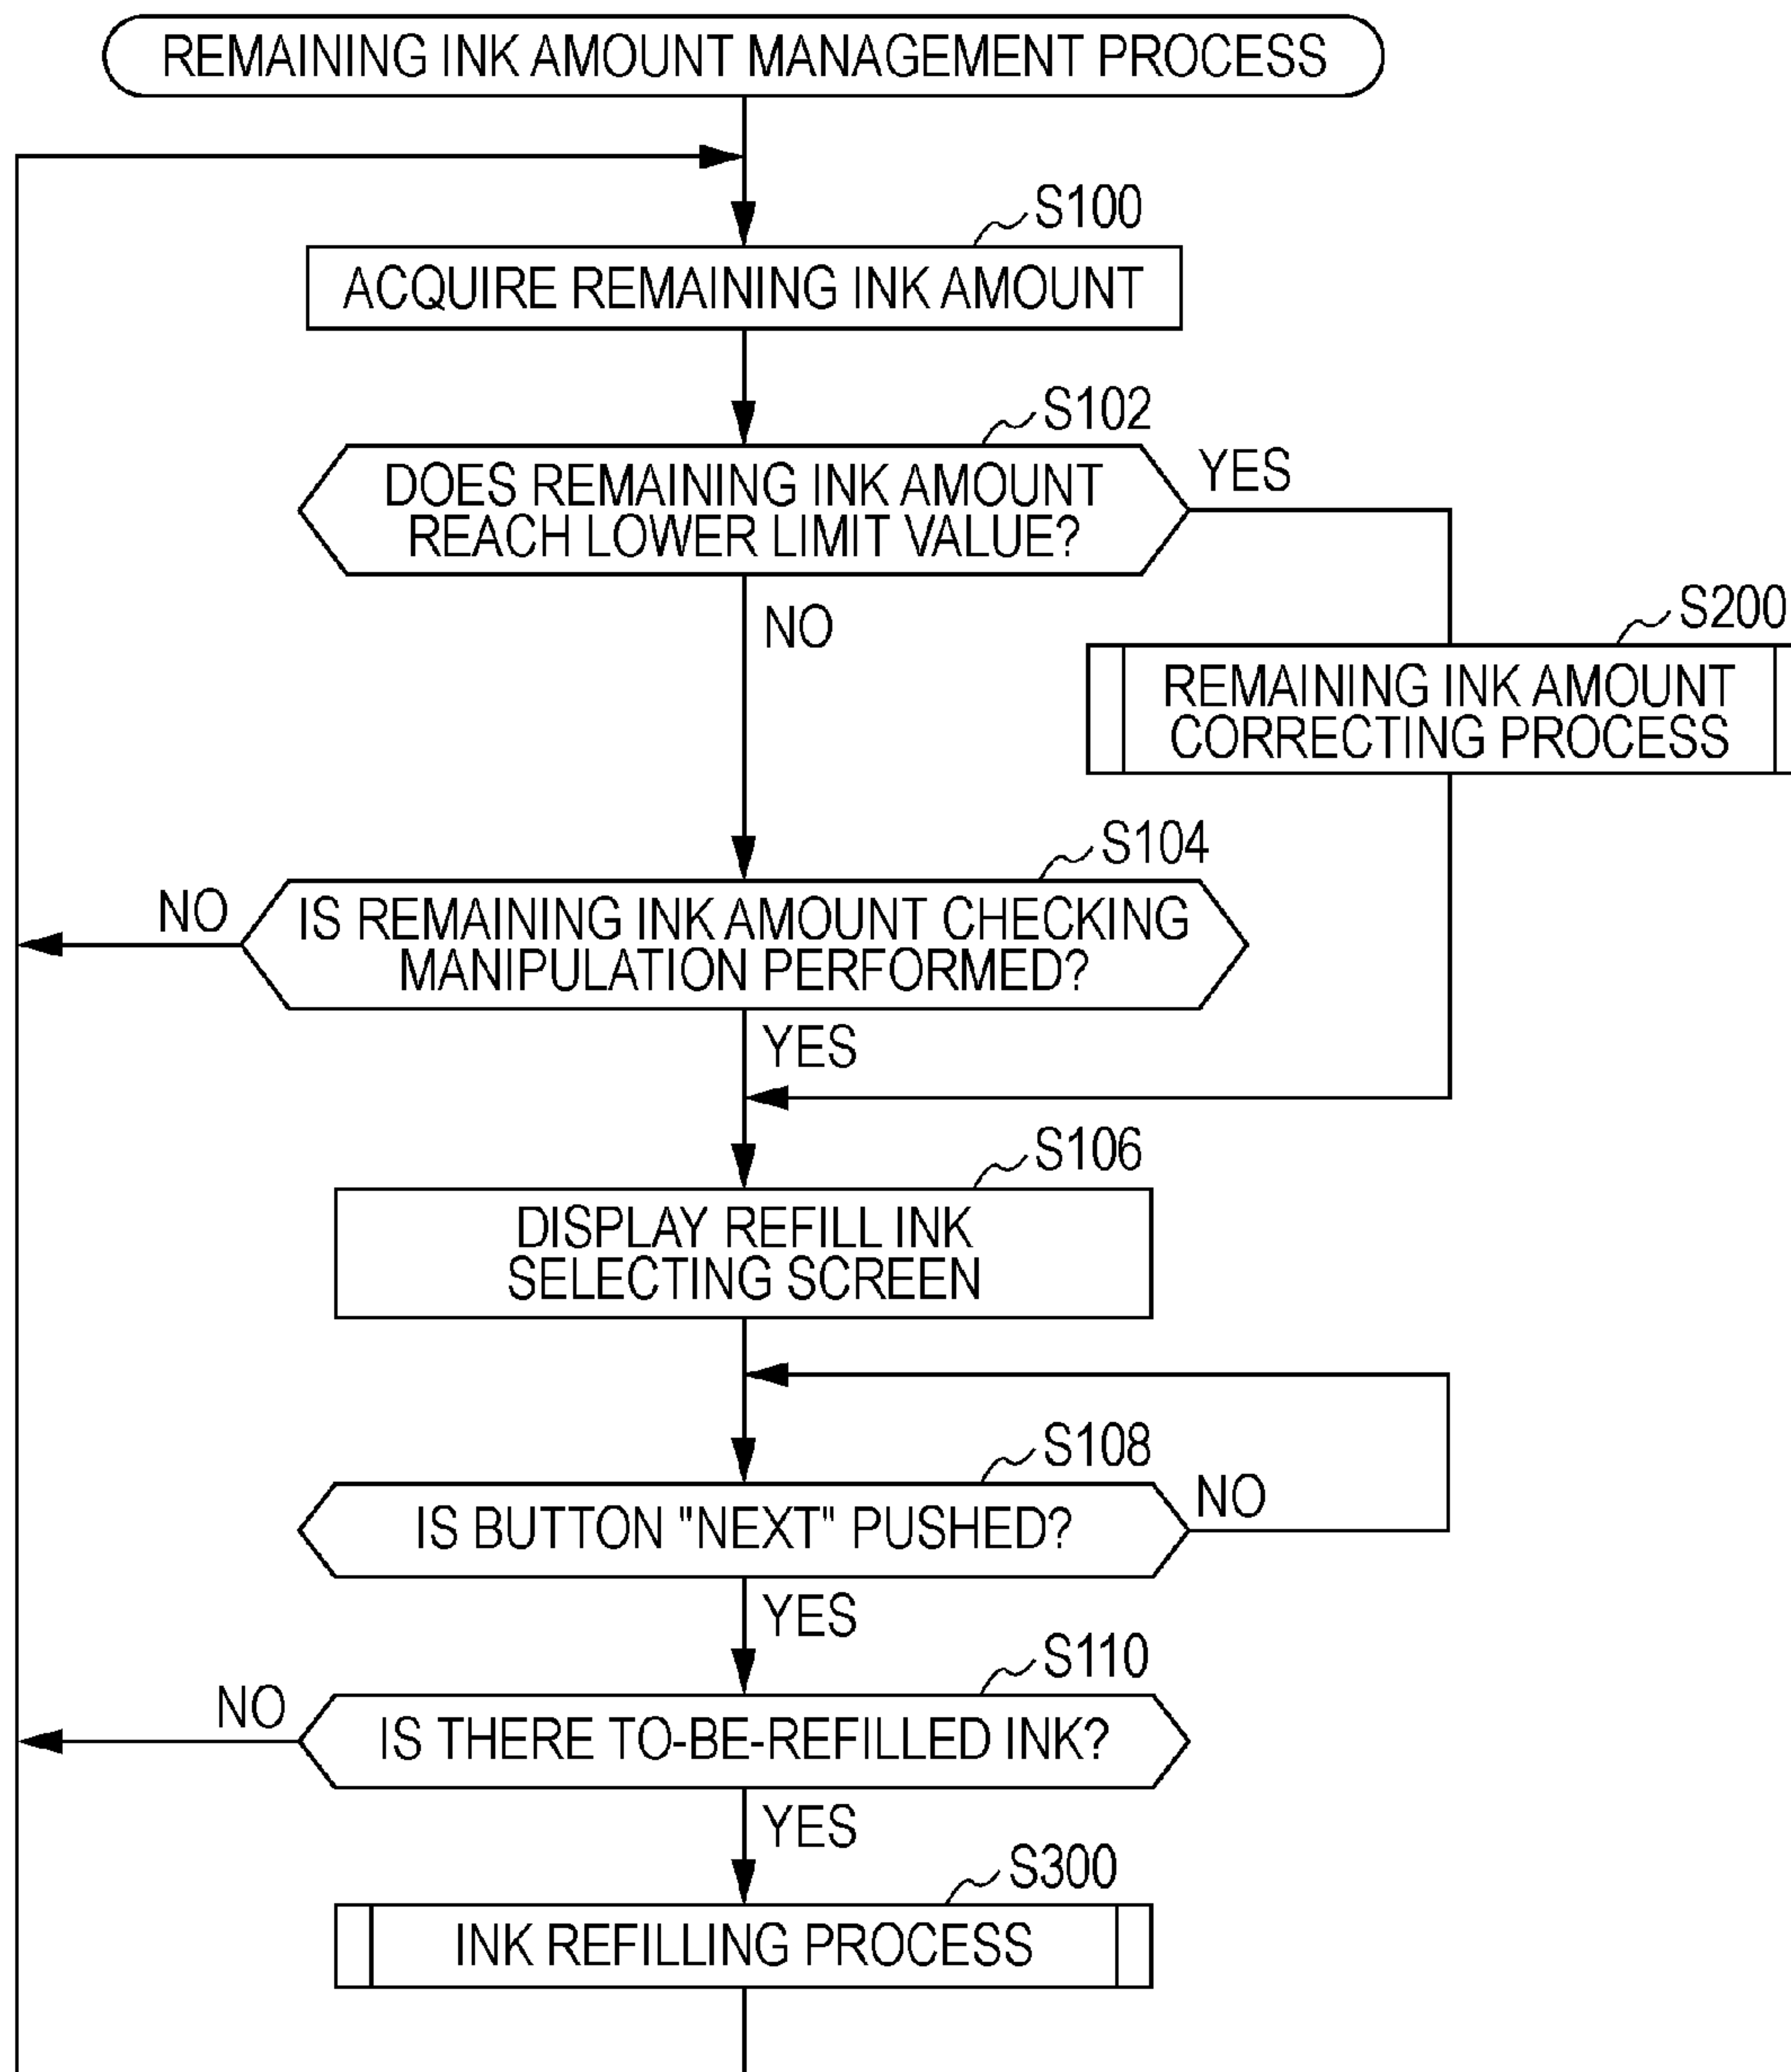 REMAINING INK AMOUNT MANAGEMENT PROCESS
S100
ACQUIRE REMAINING INK AMOUNT
S102
DOES REMAINING INK AMOUNT
REACH LOWER LIMIT VALUE?
YES
NO
S200
REMAINING INK AMOUNT
CORRECTING PROCESS
S104
NO
IS REMAINING INK AMOUNT CHECKING
MANIPULATION PERFORMED?
YES
S106
DISPLAY REFILL INK
SELECTING SCREEN
S108
IS BUTTON "NEXT" PUSHED?
NO
YES
S110
NO
IS THERE TO-BE-REFILLED INK?
YES
S300
INK REFILLING PROCESS